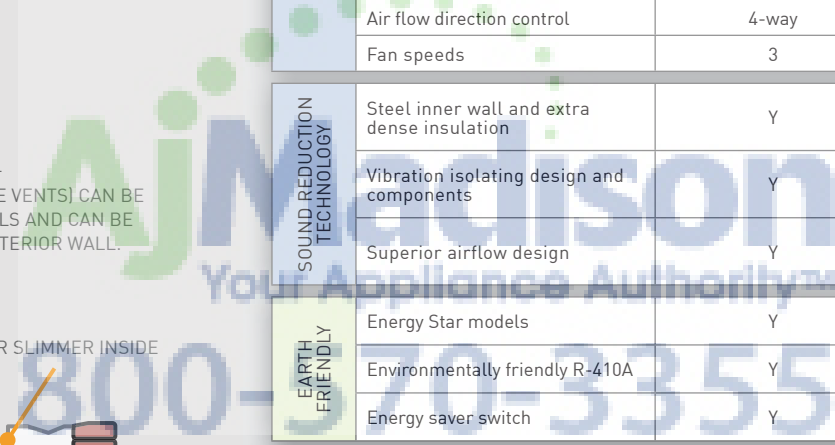 Air flow direction control 4-way
Fan speeds 3
SOUND REDUCTION
TECHNOLOGY
Steel inner wall and extra
dense insulation Y
Vibration isolating design and
components Y
Superior airflow design Y
EARTH
FRIENDLY
Energy Star models Y
Environmentally friendly R-410A Y
Energy saver switch Y
E VENTS) CAN BE
LS AND CAN BE
TERIOR WALL.
R SLIMMER INSIDE
AjMadison
Your Appliance Authority™
800-570-3355